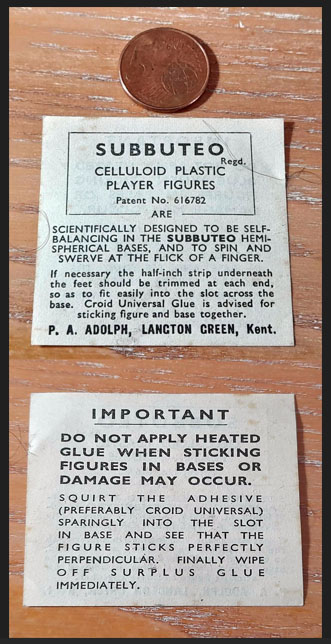 SUBBUTEO
Regd.
CELLULOID PLASTIC
PLAYER FIGURES
Patent No. 616782
ARE
SCIENTIFICALLY DESIGNED TO BE SELF-
BALANCING IN THE SUBBUTEO HEMI-
SPHERICAL BASES, AND TO SPIN AND
SWERVE AT THE FLICK OF A FINGER.
If necessary the half-inch strip underneath
the feet should be trimmed at each end,
so as to fit easily into the slot across the
base. Croid Universal Glue is advised for
sticking figure and base together.
P. A. ADOLPH, LANGTON GREEN, Kent.
IMPORTANT
DO NOT APPLY HEATED
GLUE WHEN STICKING
FIGURES IN BASES OR
DAMAGE MAY OCCUR.
SQUIRT THE ADHESIVE
(PREFERABLY CROID UNIVERSAL)
SPARINGLY INTO THE SLOT
IN BASE AND SEE THAT THE
FIGURE STICKS PERFECTLY
PERPENDICULAR. FINALLY WIPE
OFF SURPLUS GLUE
IMMEDIATELY.